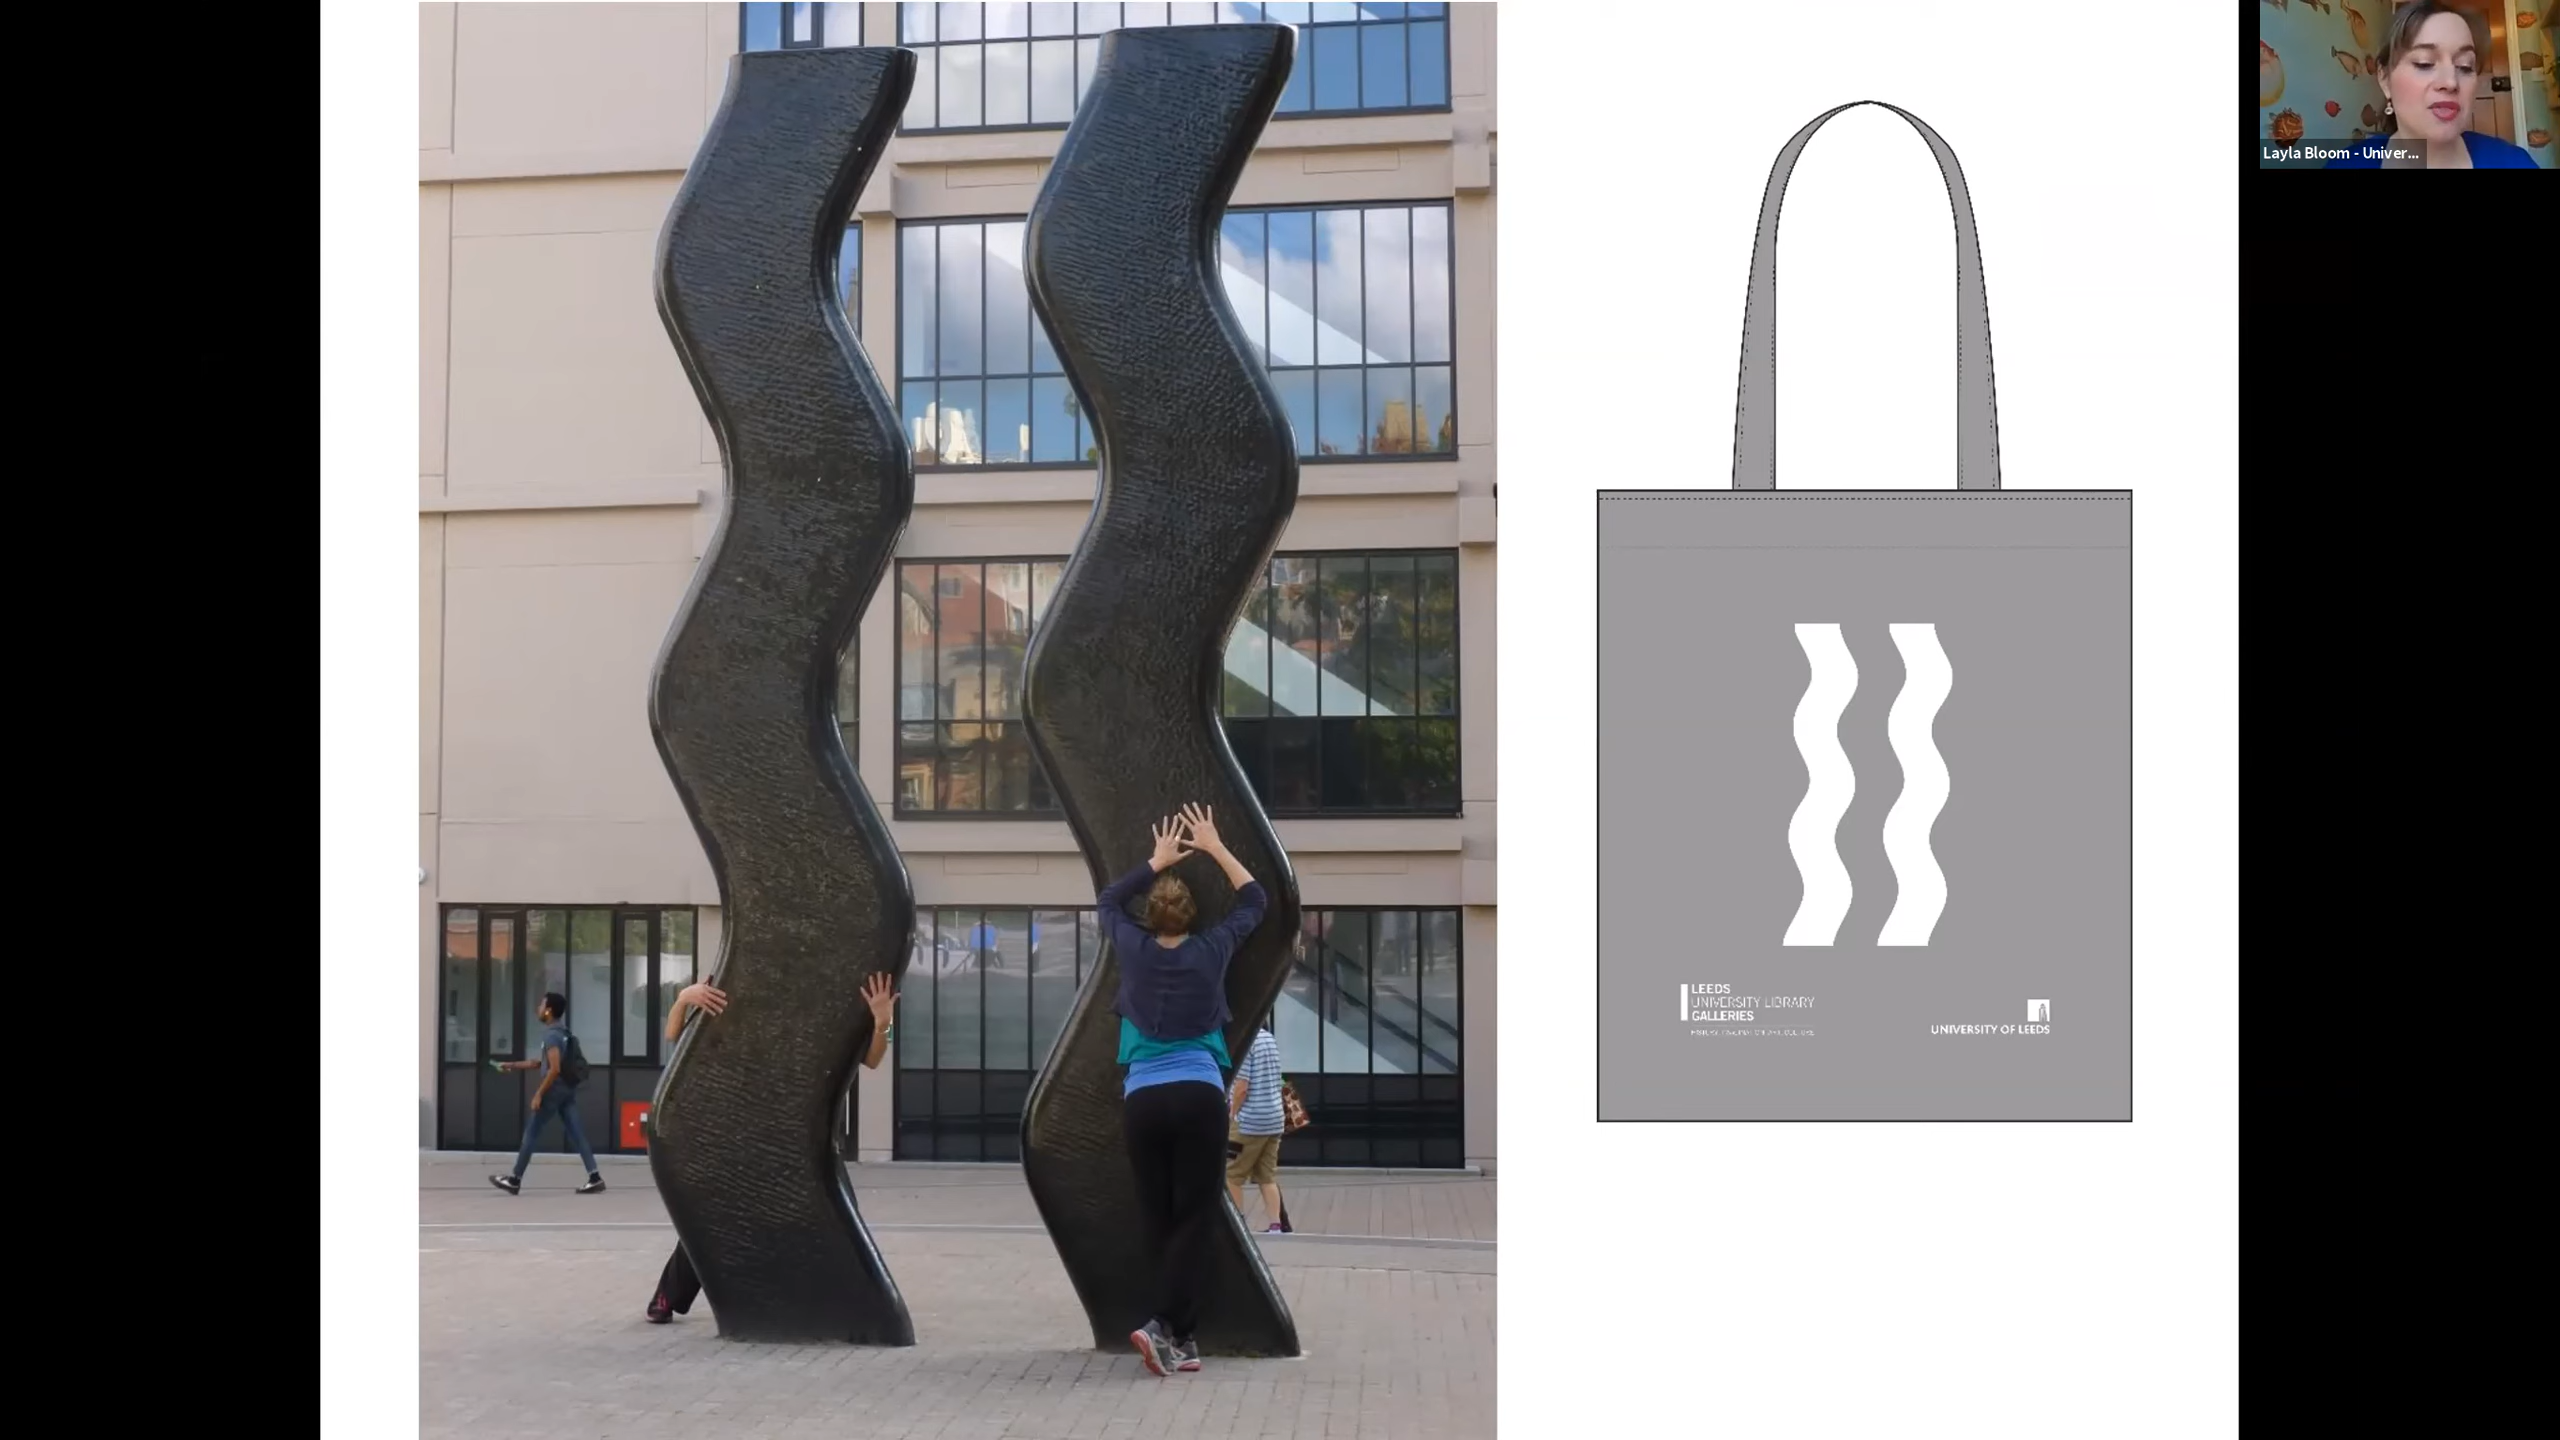 Layla Bloom - Univer...
LEEDS
UNIVERSITY LIBRARY
GALLERIES
UNIVERSITY OF LEEDS